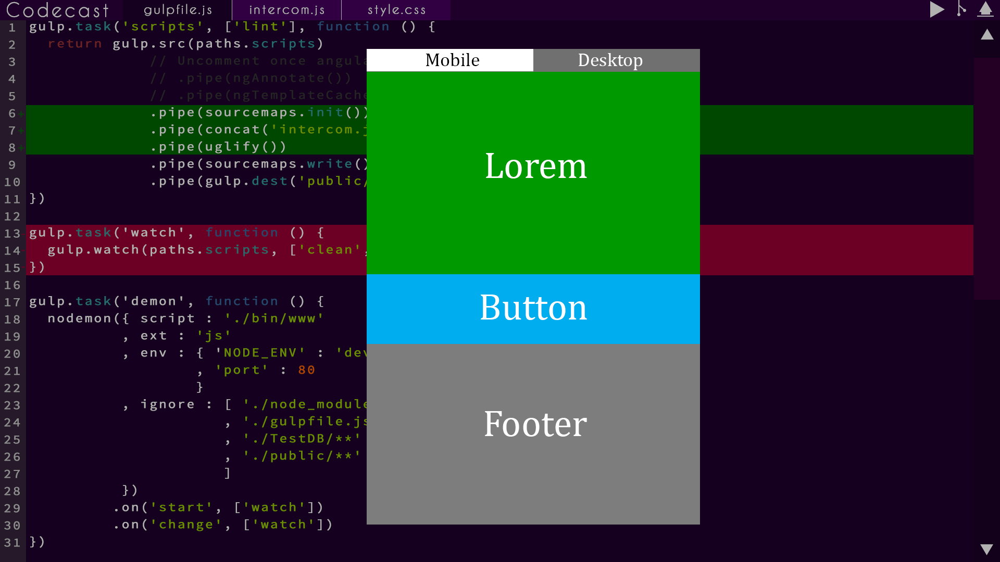 Codecast gulpfile.js intercom.js style.css
1 gulp.task('scripts', ['lint'], function () {
2 return gulp.src(paths.scripts)
3 // Uncomment once
4 // .pipe(ngAnnotate())
5 // .pipe(ngTemplateCache
6+ .pipe(sourcemaps.init())
7+ .pipe(concat('intercom.j
8+ .pipe(uglify())
9 .pipe(sourcemaps.write()
10 .pipe(gulp.dest('public/
11 })
12
13- gulp.task('watch', function () {
14- gulp.watch(paths.scripts, ['clean',
15- })
16
17 gulp.task('demon', function () {
18 nodemon({ script : './bin/www'
19 , ext : 'js'
20 , env : { 'NODE_ENV' : 'dev
21 , 'port' : 80
22 }
23 , ignore : [ './node_module
24 , './gulpfile.js
25 , './TestDB/**'
26 , './public/**'
27 ]
28 })
29 .on('start', ['watch'])
30 .on('change', ['watch'])
31 })
Mobile Desktop
Lorem
Button
Footer